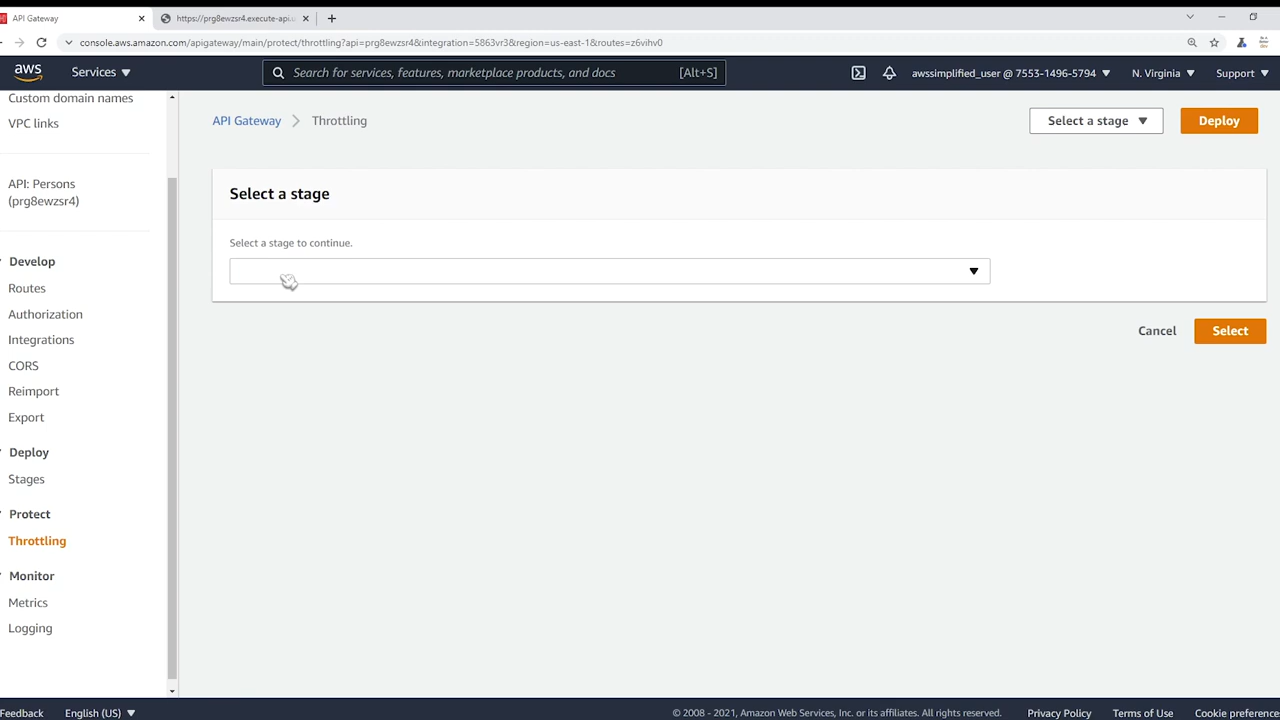 API Gateway
https://prg8ewzsr4.execute-api.u
console.aws.amazon.com/apigateway/main/protect/throttling?api=prg8ewzsr4&integration=5863vr3&region=us-east-1&routes=z6vihv0
aws
Services
Search for services, features, marketplace products, and docs
[Alt+S]
awssimplified_user @ 7553-1496-5794
N. Virginia
Support
Custom domain names
VPC links
API: Persons
(prg8ewzsr4)
Develop
Routes
Authorization
Integrations
CORS
Reimport
Export
Deploy
Stages
Protect
Throttling
Monitor
Metrics
Logging
API Gateway > Throttling
Select a stage
Deploy
Select a stage
Select a stage to continue.
Cancel
Select
Feedback
English (US)
© 2008 - 2021, Amazon Web Services, Inc. or its affiliates. All rights reserved.
Privacy Policy
Terms of Use
Cookie preference